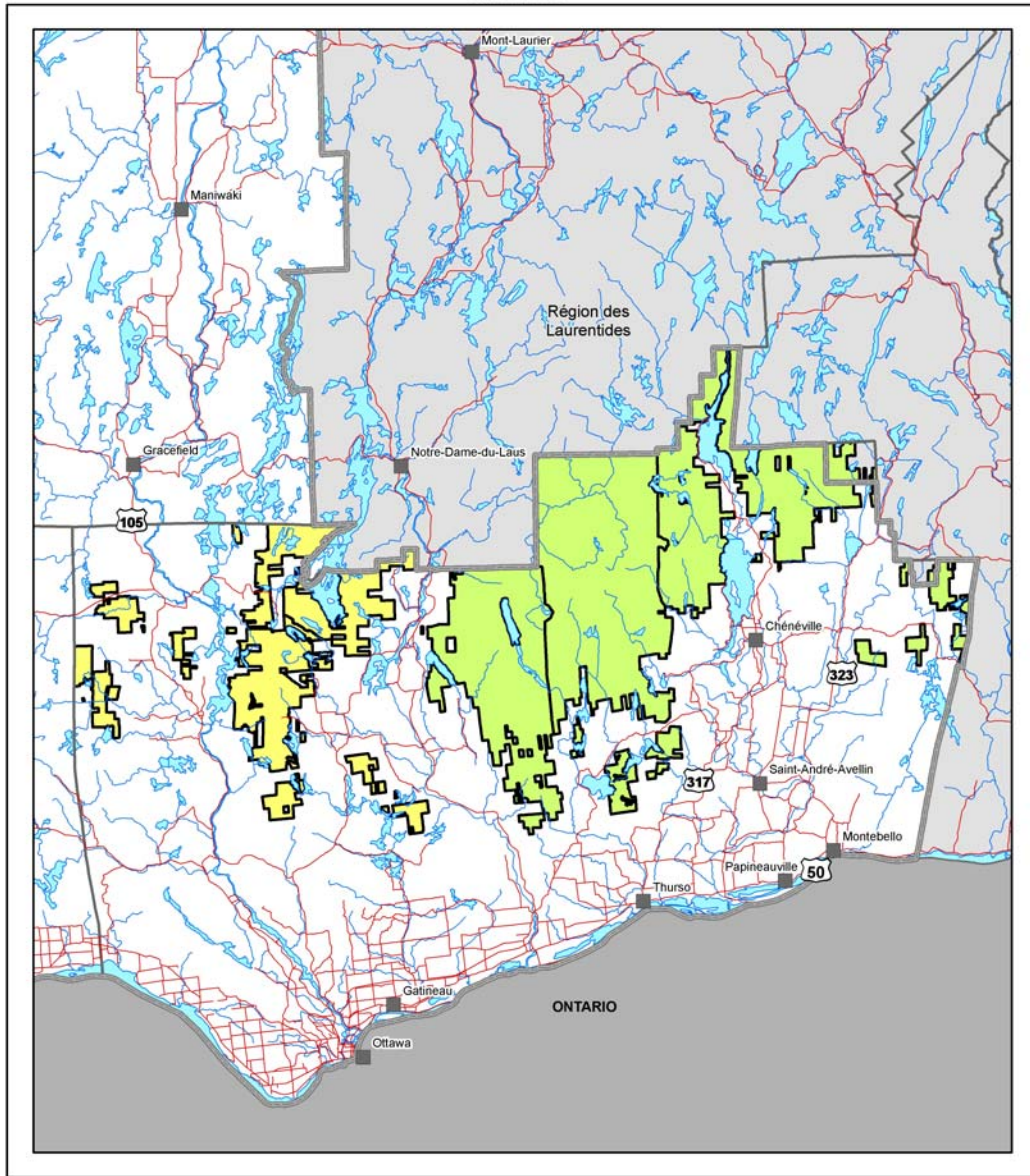 Mont-Laurier
Maniwaki
Région des
Laurentides
Gracefield
Notre-Dame-du-Laus
105
Chénéville
323
Saint-André-Avellin
317
Montebello
Papineauville
50
Thurso
Gatineau
ONTARIO
Ottawa